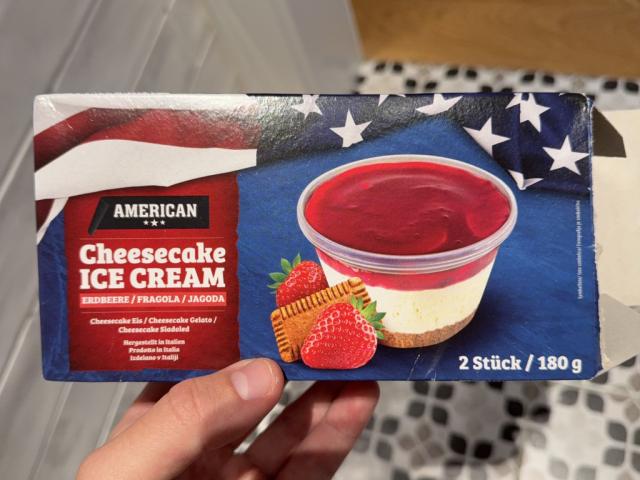 AMERICAN
Cheesecake
ICE CREAM
ERDBEERE / FRAGOLA / JAGODA
Cheesecake Eis / Cheesecake Gelato /
Cheesecake Sladoled
Hergestellt in Italien
Prodotto in Italia
Izdelano v Italiji
2 Stück / 180 g